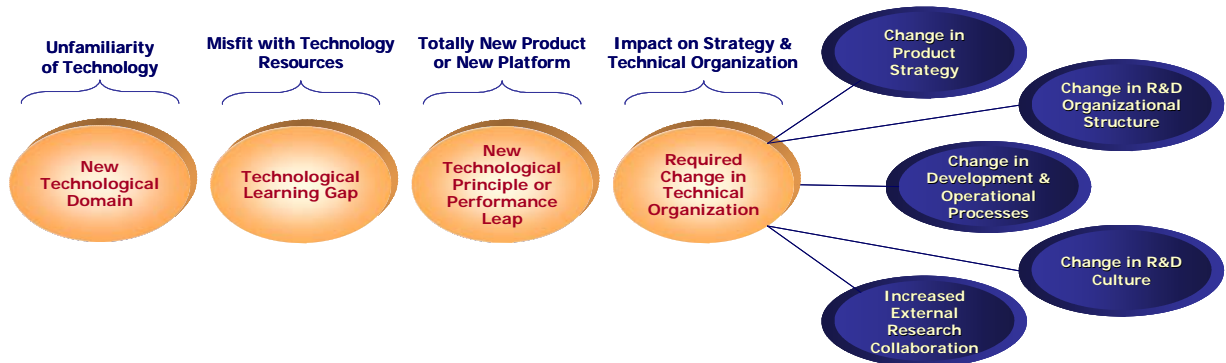 Unfamiliarity
of Technology
Misfit with Technology
Resources
Totally New Product
or New Platform
Impact on Strategy &
Technical Organization
New
Technological
Domain
Technological
Learning Gap
New
Technological
Principle or
Performance
Leap
Required
Change in
Technical
Organization
Change in
Product
Strategy
Change in R&D
Organizational
Structure
Change in
Development &
Operational
Processes
Change in R&D
Culture
Increased
External
Research
Collaboration